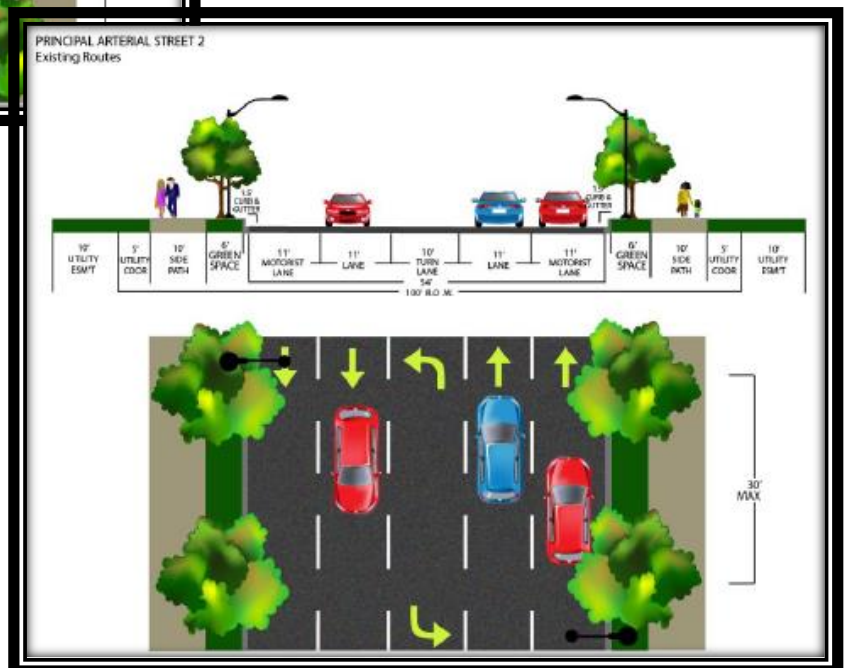 PRINCIPAL ARTERIAL STREET 2
Existing Routes
1.5'
CURB &
GUTTER
1.5'
CURB &
GUTTER
10'
UTILITY
ESM'T
5'
UTILITY
COOR
10'
SIDE
PATH
6'
GREEN
SPACE
11'
MOTORIST
LANE
11'
LANE
10'
TURN
LANE
11'
LANE
11'
MOTORIST
LANE
6'
GREEN
SPACE
10'
SIDE
PATH
5'
UTILITY
COOR
10'
UTILITY
ESM'T
54'
100' R.O.W.
30'
MAX